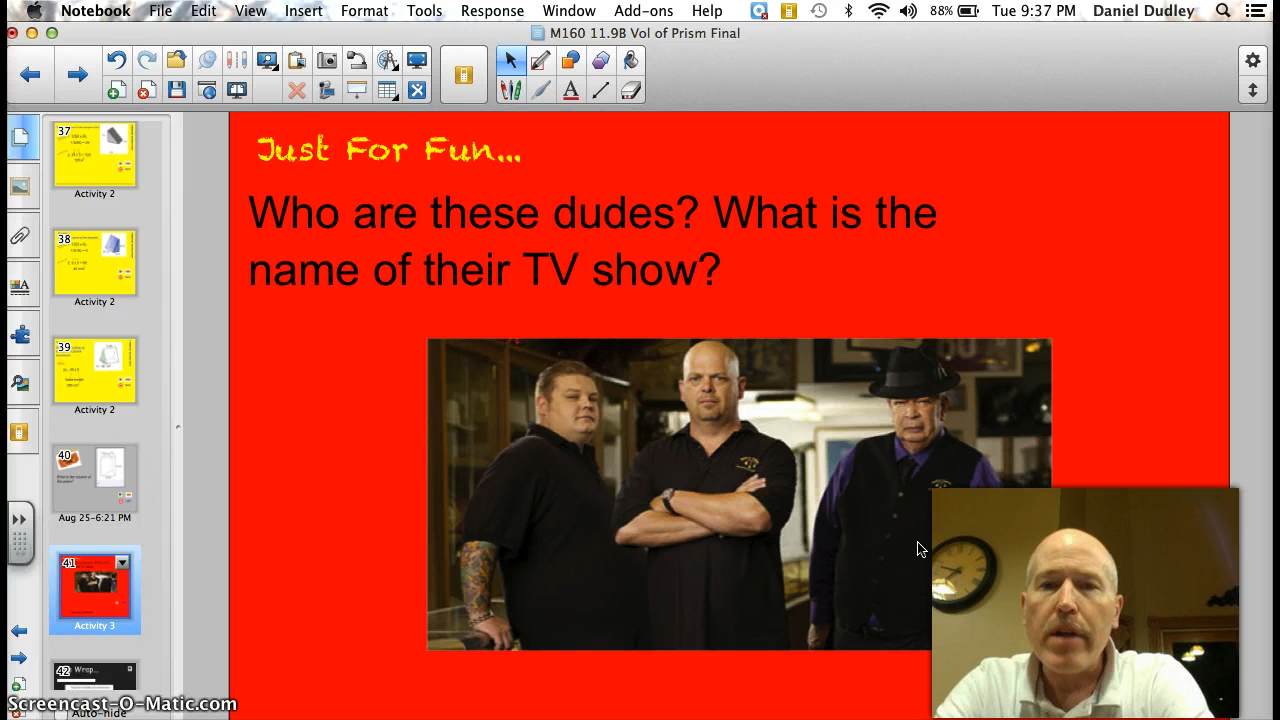 Notebook File Edit View Insert Format Tools Response Window Add-ons Help 88% Tue 9:37 PM Daniel Dudley
M160 11.9B Vol of Prism Final
Just For Fun...
Who are these dudes? What is the
name of their TV show?
37
Activity 2
38
Activity 2
39
Activity 2
40
Aug 25-6:21 PM
41
Activity 3
42
Wrap...
Auto-hide
Screencast-O-Matic.com